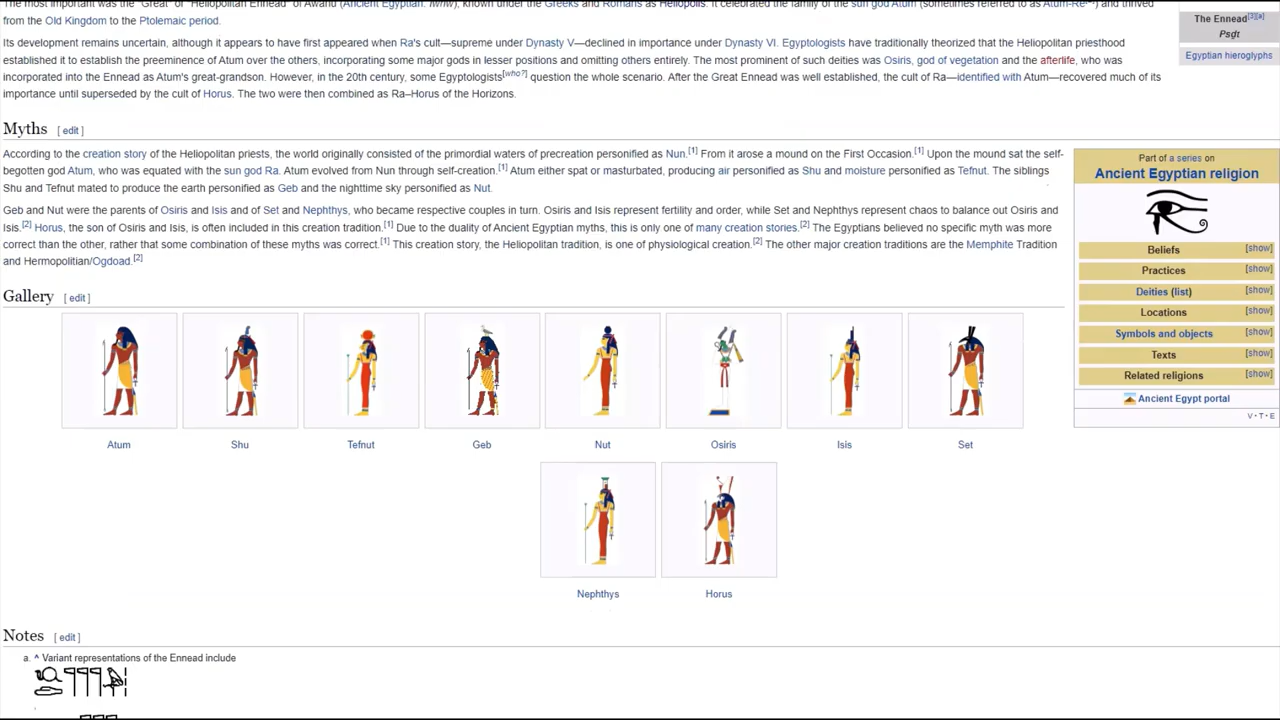 The most important was the "Great" or "Heliopolitan Ennead" of Awanu (Ancient Egyptian: iwnw), known under the Greeks and Romans as Heliopolis. It celebrated the family of the sun god Atum (sometimes referred to as Atum-Re) and thrived
from the Old Kingdom to the Ptolemaic period.
Its development remains uncertain, although it appears to have first appeared when Ra's cult—supreme under Dynasty V—declined in importance under Dynasty VI. Egyptologists have traditionally theorized that the Heliopolitan priesthood
established it to establish the preeminence of Atum over the others, incorporating some major gods in lesser positions and omitting others entirely. The most prominent of such deities was Osiris, god of vegetation and the afterlife, who was
incorporated into the Ennead as Atum's great-grandson. However, in the 20th century, some Egyptologists[who?] question the whole scenario. After the Great Ennead was well established, the cult of Ra—identified with Atum—recovered much of its
importance until superseded by the cult of Horus. The two were then combined as Ra–Horus of the Horizons.
The Ennead[3][a]
Psḏt
Egyptian hieroglyphs
Myths [ edit ]
According to the creation story of the Heliopolitan priests, the world originally consisted of the primordial waters of precreation personified as Nun.[1] From it arose a mound on the First Occasion.[1] Upon the mound sat the self-
begotten god Atum, who was equated with the sun god Ra. Atum evolved from Nun through self-creation.[1] Atum either spat or masturbated, producing air personified as Shu and moisture personified as Tefnut. The siblings
Shu and Tefnut mated to produce the earth personified as Geb and the nighttime sky personified as Nut.
Geb and Nut were the parents of Osiris and Isis and of Set and Nephthys, who became respective couples in turn. Osiris and Isis represent fertility and order, while Set and Nephthys represent chaos to balance out Osiris and
Isis.[2] Horus, the son of Osiris and Isis, is often included in this creation tradition.[1] Due to the duality of Ancient Egyptian myths, this is only one of many creation stories.[2] The Egyptians believed no specific myth was more
correct than the other, rather that some combination of these myths was correct.[1] This creation story, the Heliopolitan tradition, is one of physiological creation.[2] The other major creation traditions are the Memphite Tradition
and Hermopolitan/Ogdoad.[2]
Part of a series on
Ancient Egyptian religion
Beliefs [show]
Practices [show]
Deities (list) [show]
Locations [show]
Symbols and objects [show]
Texts [show]
Related religions [show]
Ancient Egypt portal
V · T · E
Gallery [ edit ]
Atum Shu Tefnut Geb Nut Osiris Isis Set
Nephthys Horus
Notes [ edit ]
a. ^ Variant representations of the Ennead include